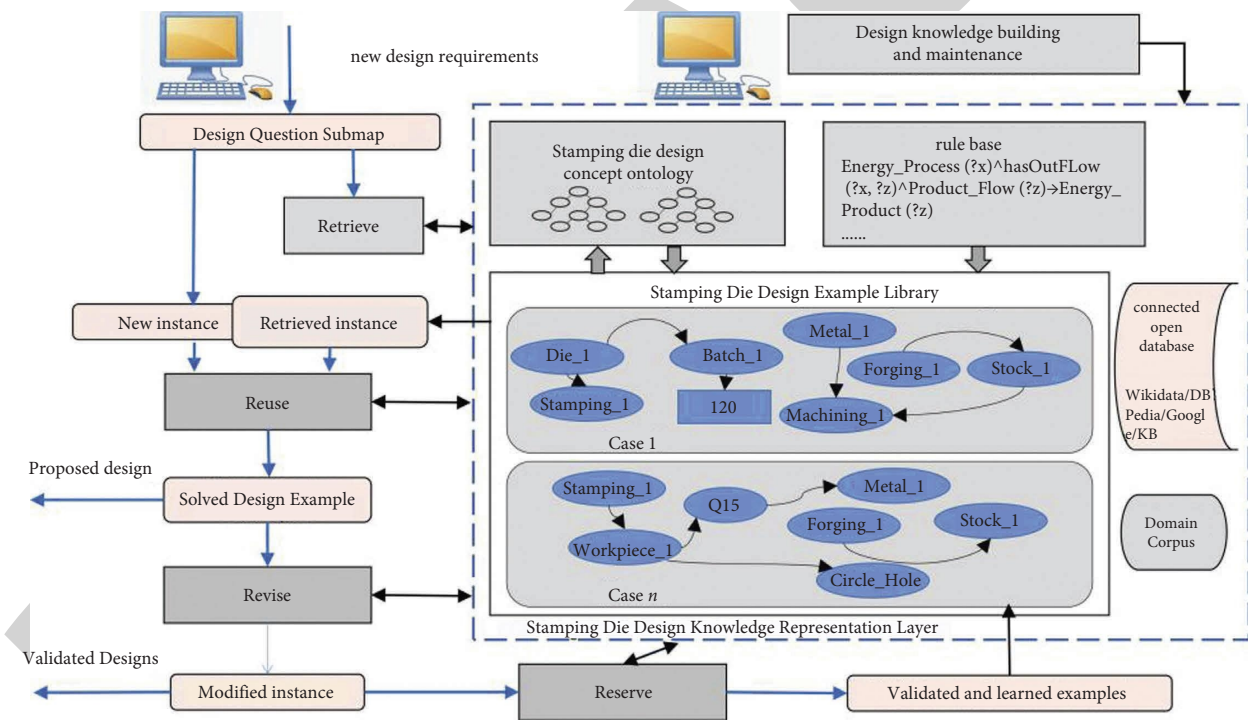 new design requirements
Design knowledge building
and maintenance
Design Question Submap
Stamping die design
concept ontology
rule base
Energy_Process (?x)^hasOutFLow
(?x, ?z)^Product_Flow (?z)→Energy_
Product (?z)
......
Retrieve
Stamping Die Design Example Library
New instance
Retrieved instance
Die_1
Batch_1
Metal_1
Forging_1
Stock_1
Stamping_1
120
Machining_1
Case 1
connected
open
database
Wikidata/DB
Pedia/Googl
e/KB
Reuse
Proposed design
Solved Design Example
Stamping_1
Q15
Metal_1
Forging_1
Stock_1
Workpiece_1
Circle_Hole
Case n
Domain
Corpus
Revise
Stamping Die Design Knowledge Representation Layer
Validated Designs
Modified instance
Reserve
Validated and learned examples